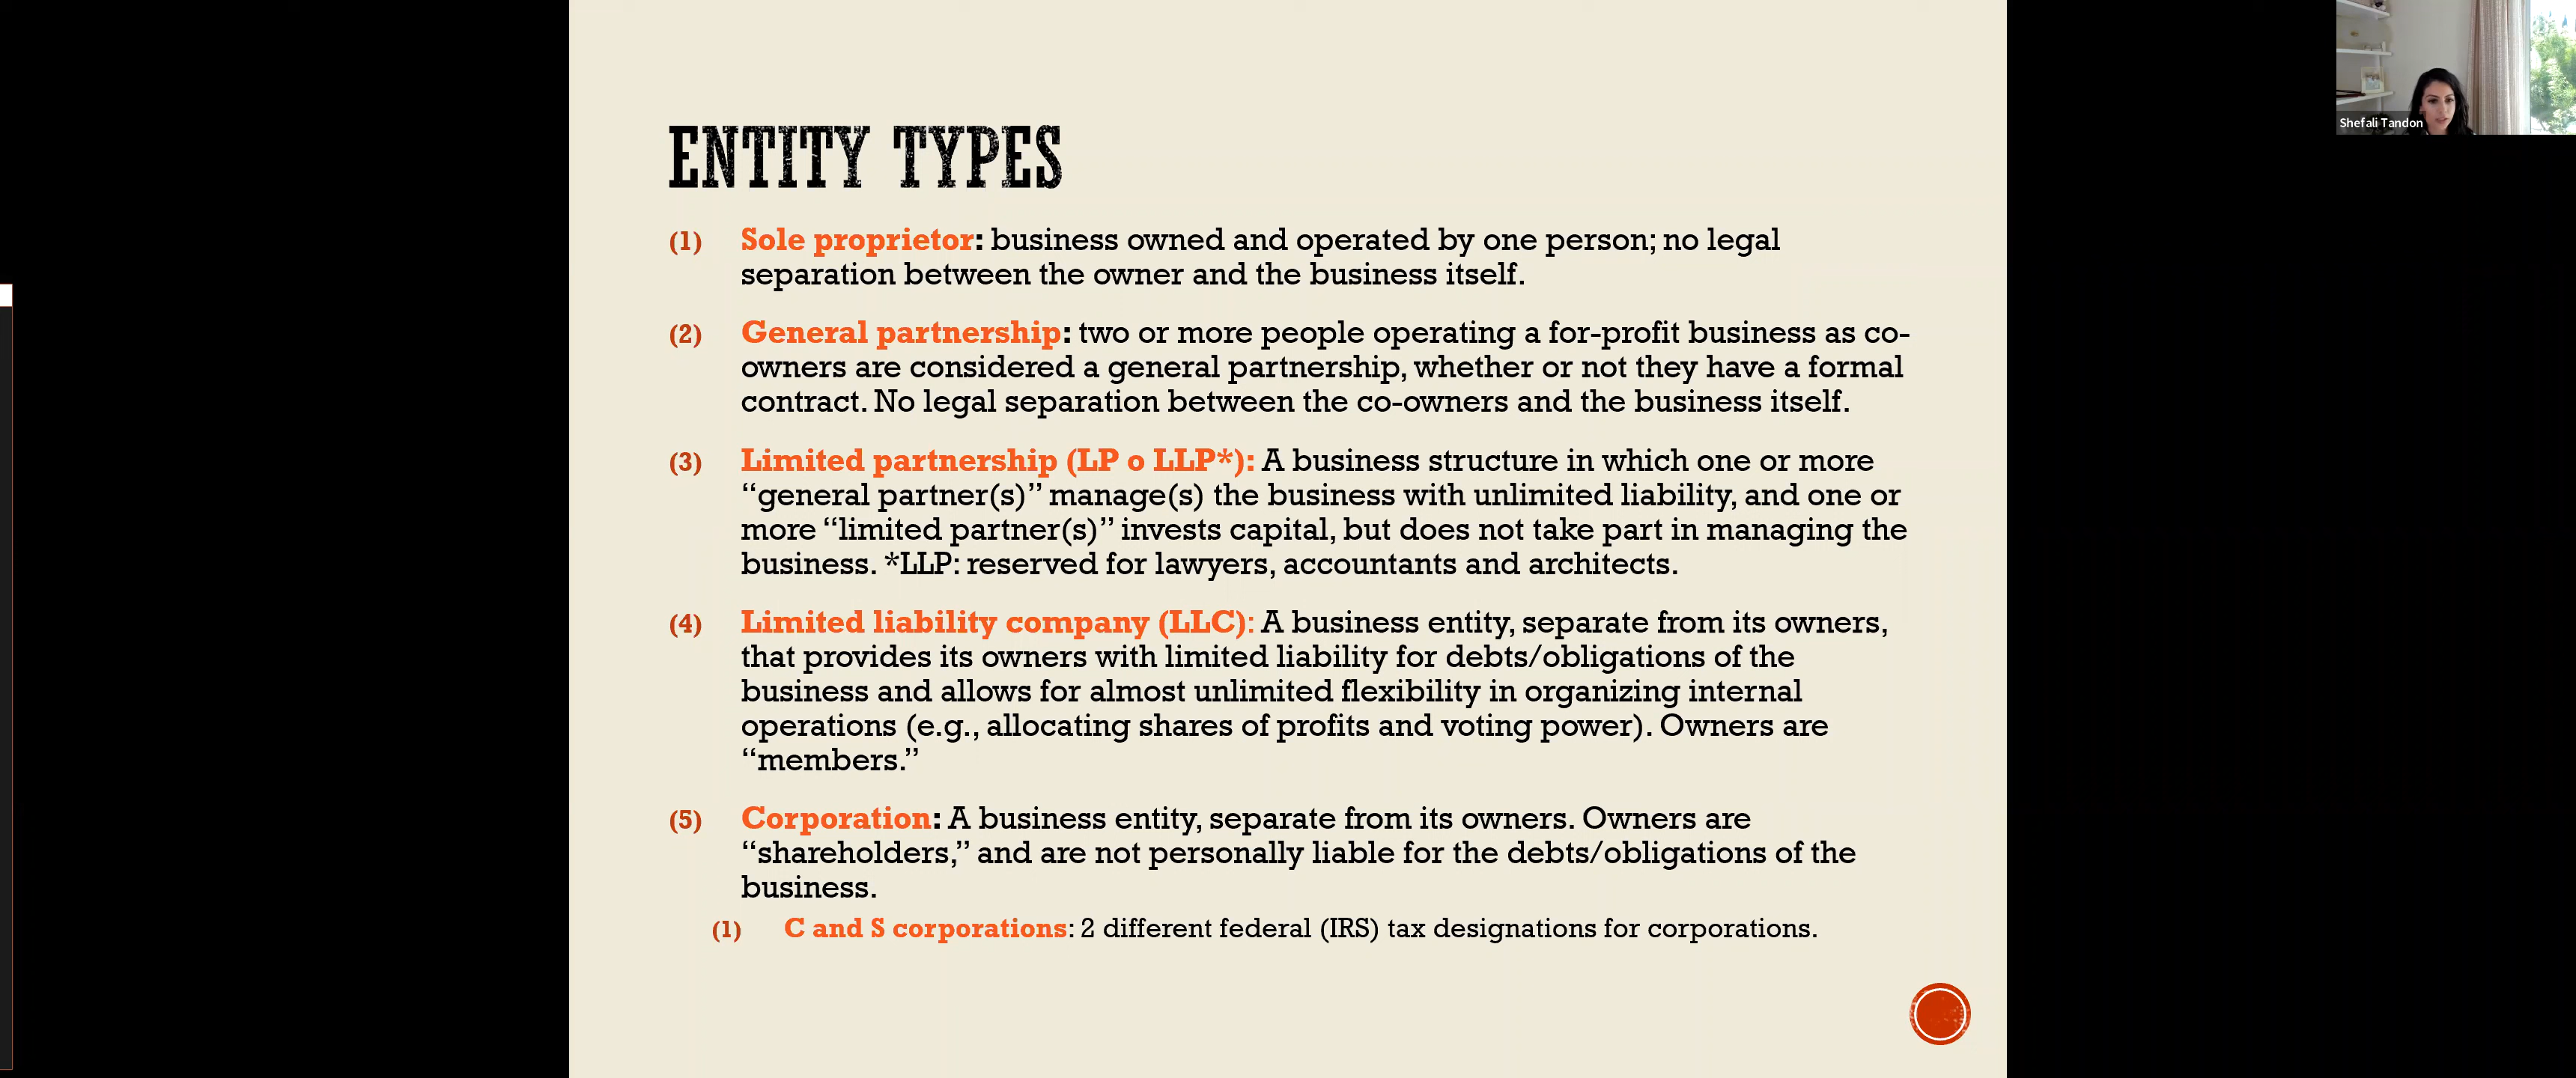 ENTITY TYPES
(1) Sole proprietor: business owned and operated by one person; no legal
separation between the owner and the business itself.
(2) General partnership: two or more people operating a for-profit business as co-
owners are considered a general partnership, whether or not they have a formal
contract. No legal separation between the co-owners and the business itself.
(3) Limited partnership (LP o LLP*): A business structure in which one or more
“general partner(s)” manage(s) the business with unlimited liability, and one or
more “limited partner(s)” invests capital, but does not take part in managing the
business. *LLP: reserved for lawyers, accountants and architects.
(4) Limited liability company (LLC): A business entity, separate from its owners,
that provides its owners with limited liability for debts/obligations of the
business and allows for almost unlimited flexibility in organizing internal
operations (e.g., allocating shares of profits and voting power). Owners are
“members.”
(5) Corporation: A business entity, separate from its owners. Owners are
“shareholders,” and are not personally liable for the debts/obligations of the
business.
(1) C and S corporations: 2 different federal (IRS) tax designations for corporations.
Shefali Tandon